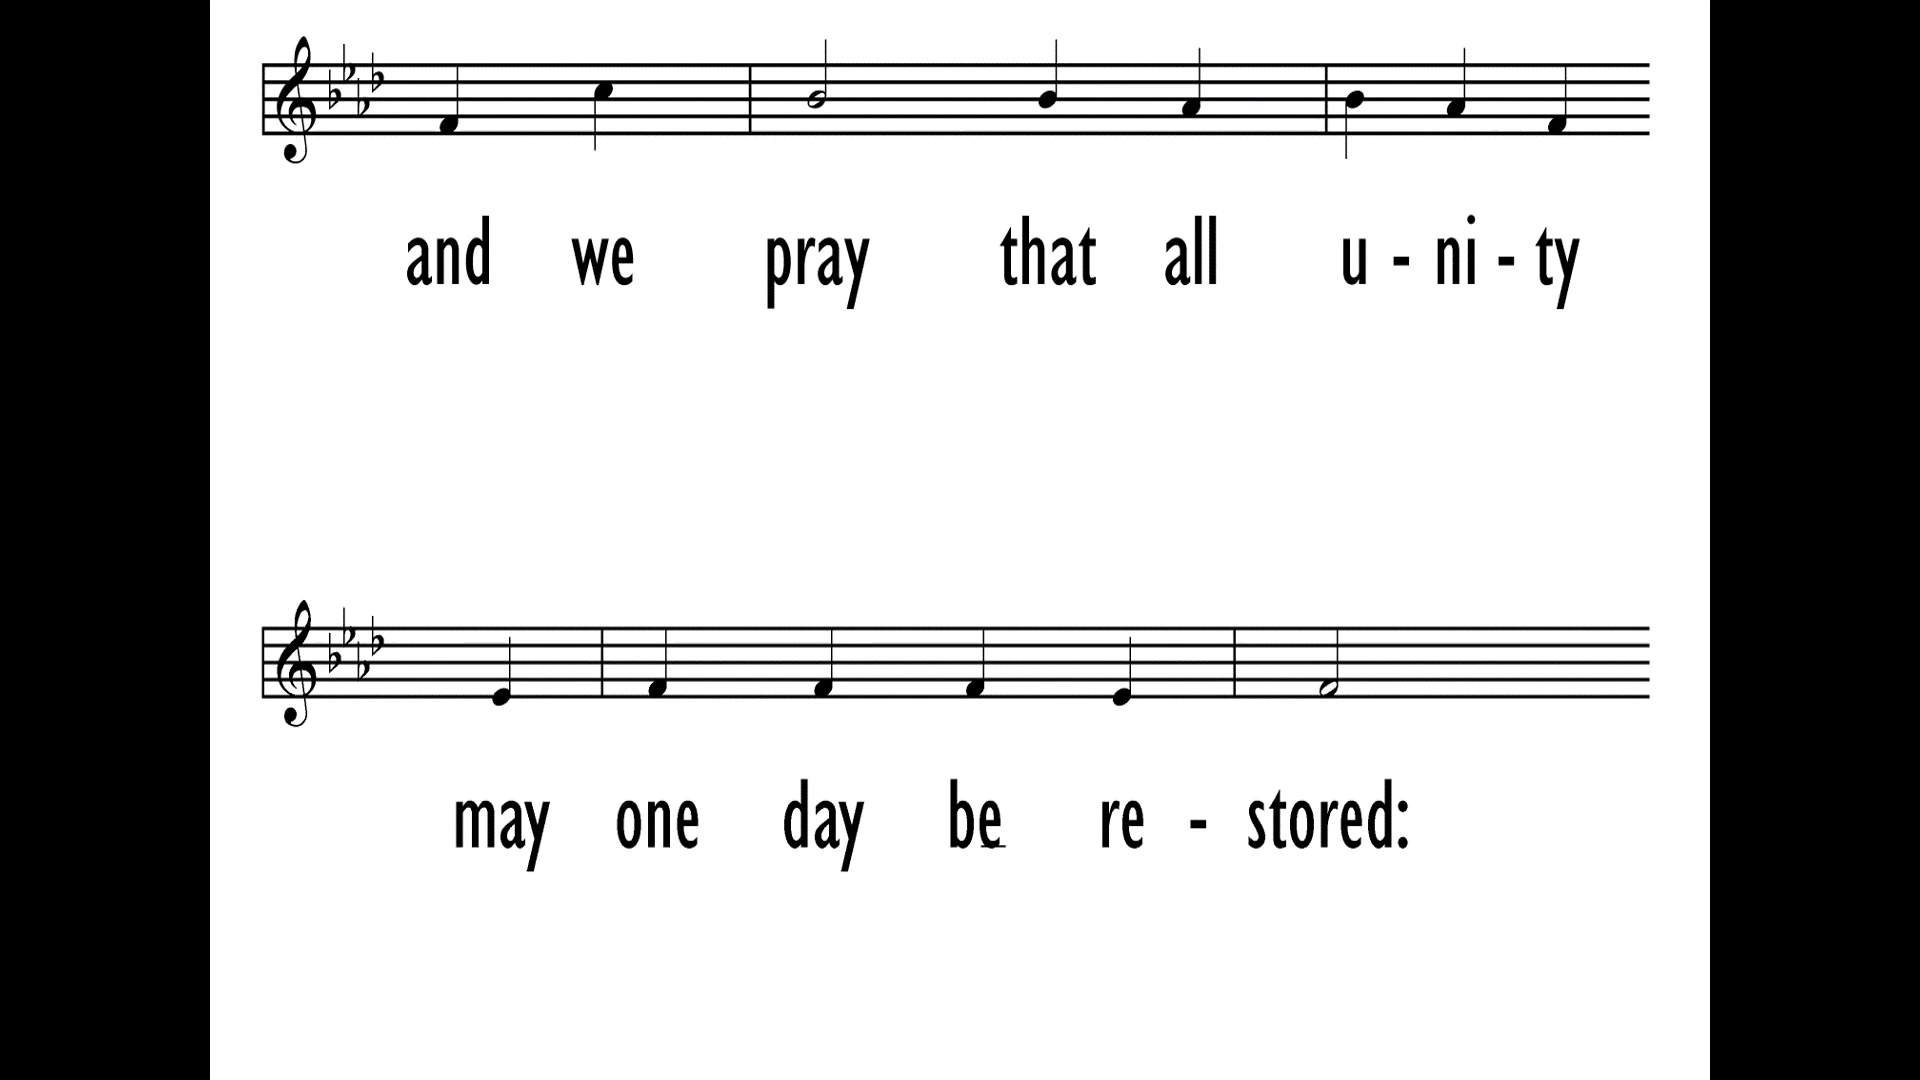 and we pray that all u - ni - ty
may one day be re - stored: